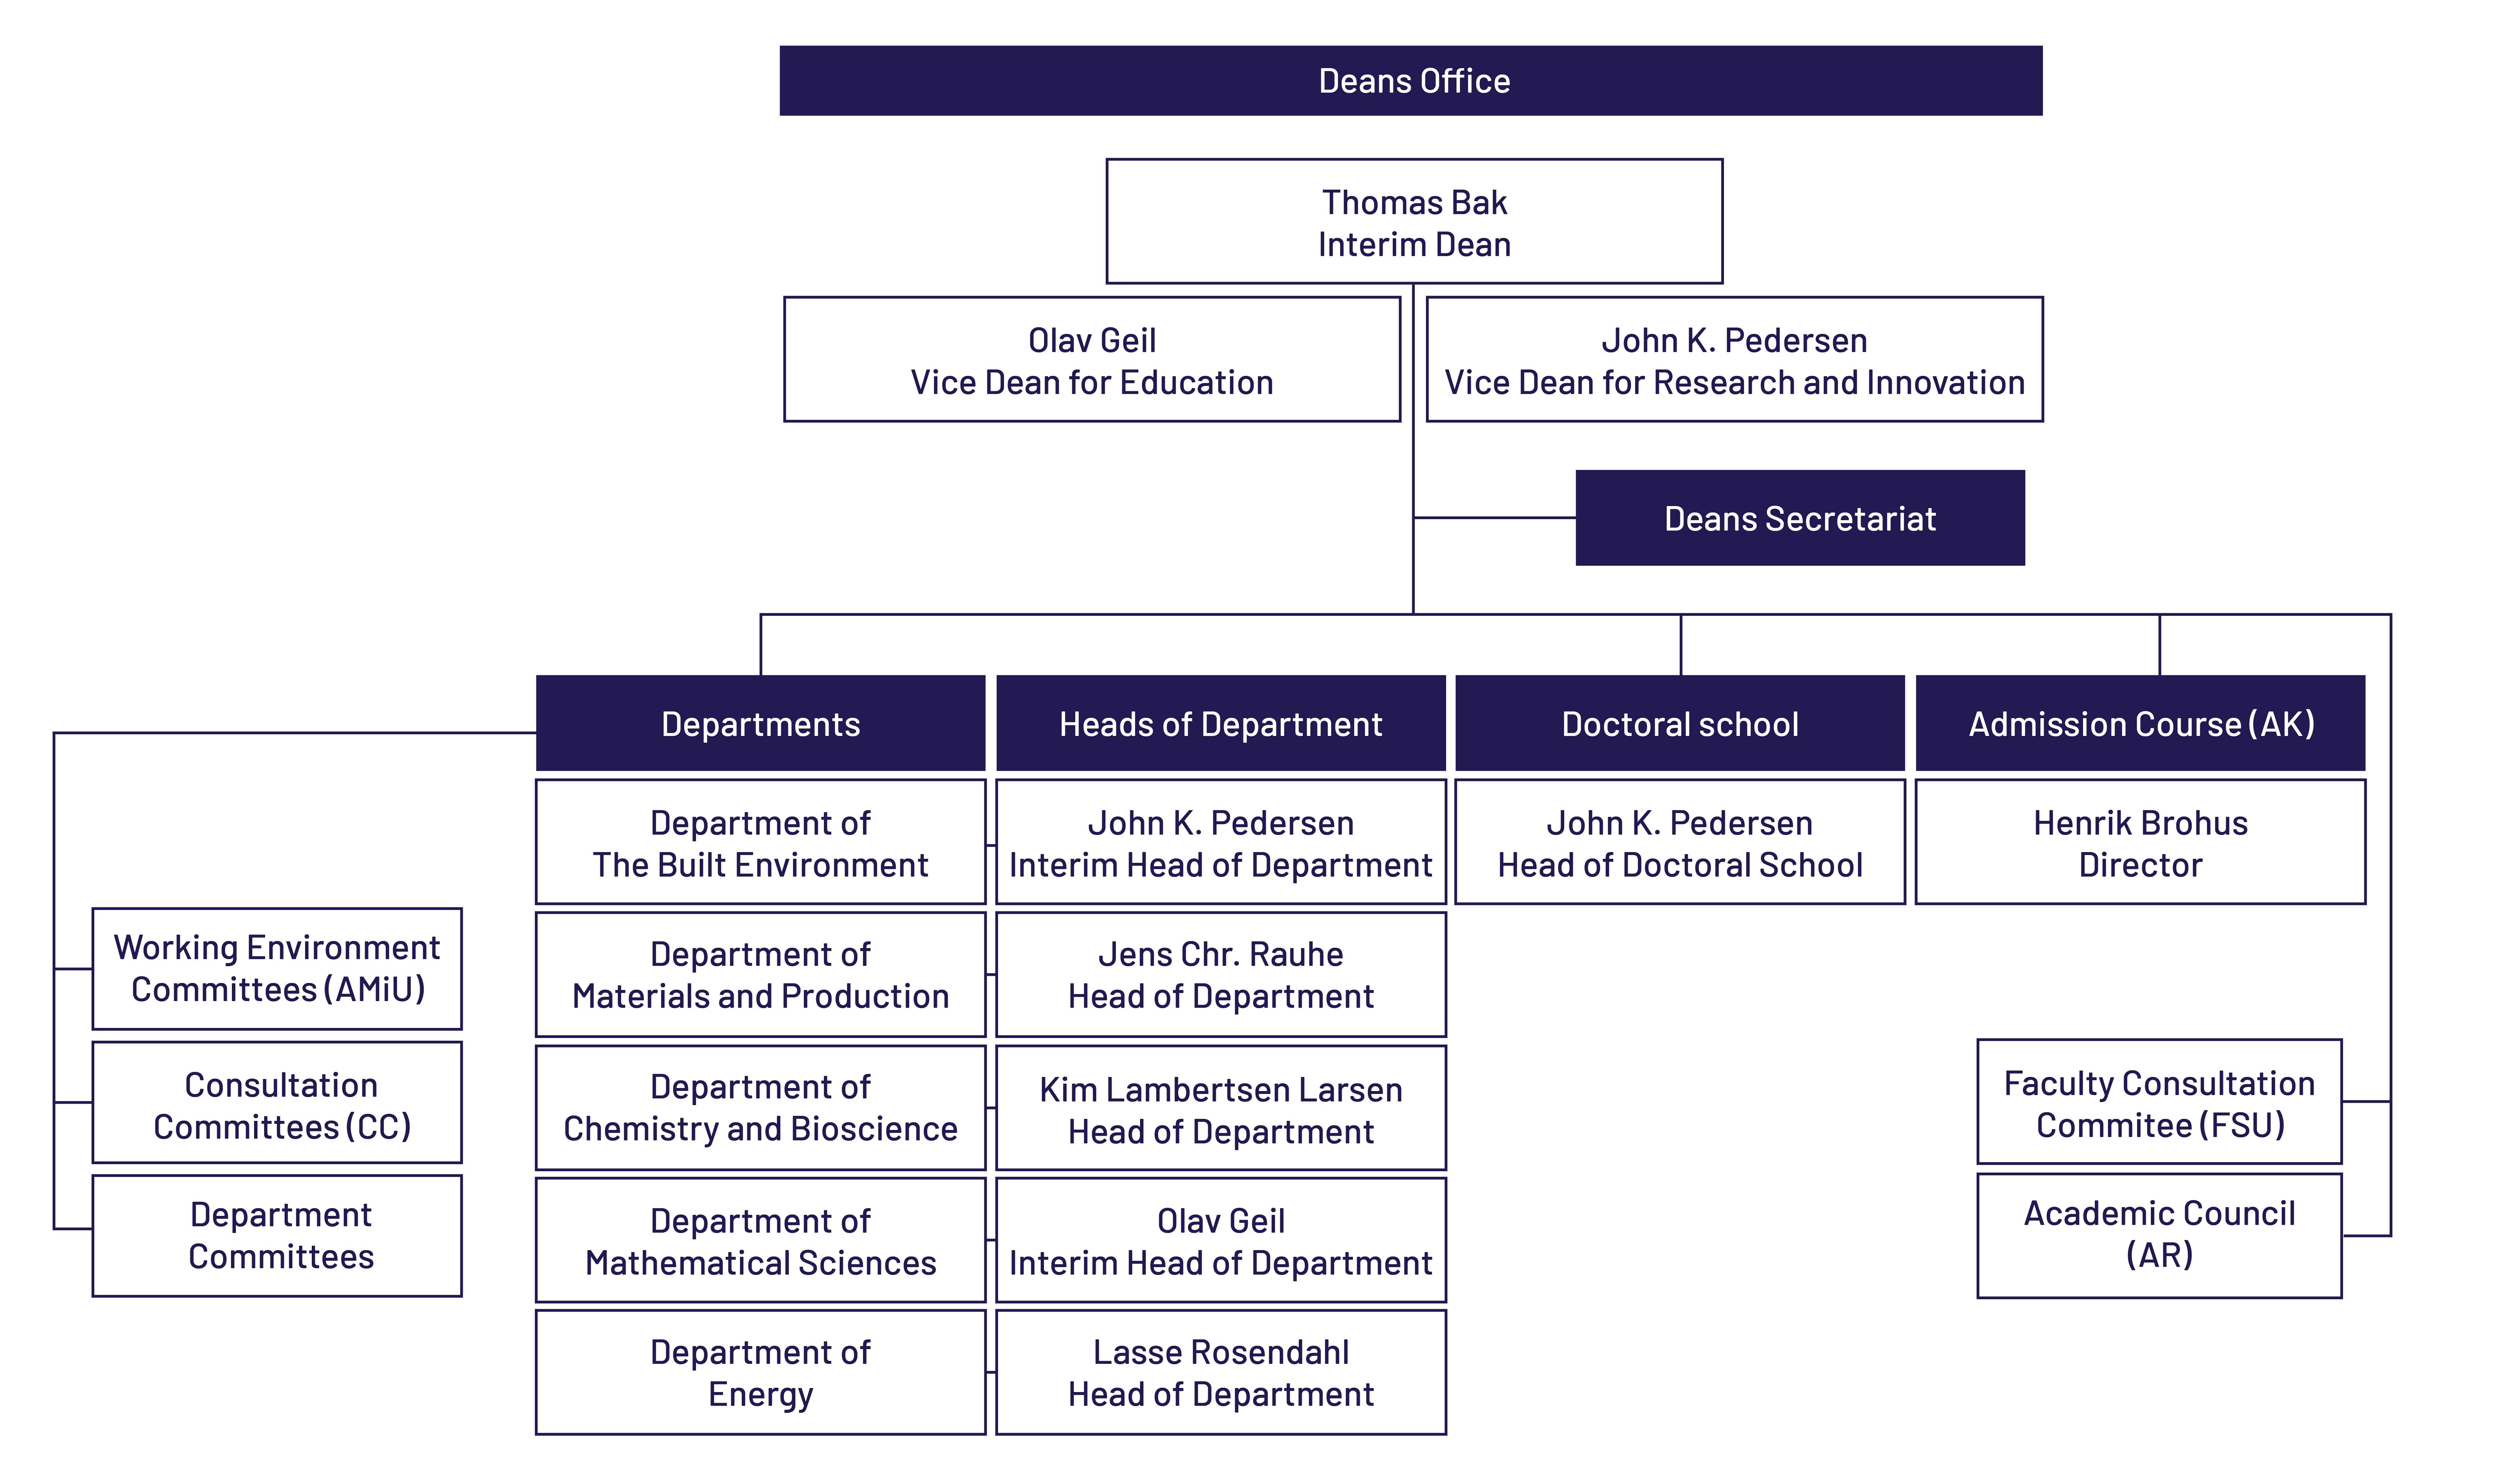 Deans Office
Thomas Bak
Interim Dean
Olav Geil
Vice Dean for Education
John K. Pedersen
Vice Dean for Research and Innovation
Deans Secretariat
Departments
Heads of Department
Doctoral school
Admission Course (AK)
Department of
The Built Environment
John K. Pedersen
Interim Head of Department
John K. Pedersen
Head of Doctoral School
Henrik Brohus
Director
Department of
Materials and Production
Jens Chr. Rauhe
Head of Department
Department of
Chemistry and Bioscience
Kim Lambertsen Larsen
Head of Department
Department of
Mathematical Sciences
Olav Geil
Interim Head of Department
Department of
Energy
Lasse Rosendahl
Head of Department
Working Environment
Committees (AMiU)
Consultation
Committees (CC)
Department
Committees
Faculty Consultation
Commitee (FSU)
Academic Council
(AR)